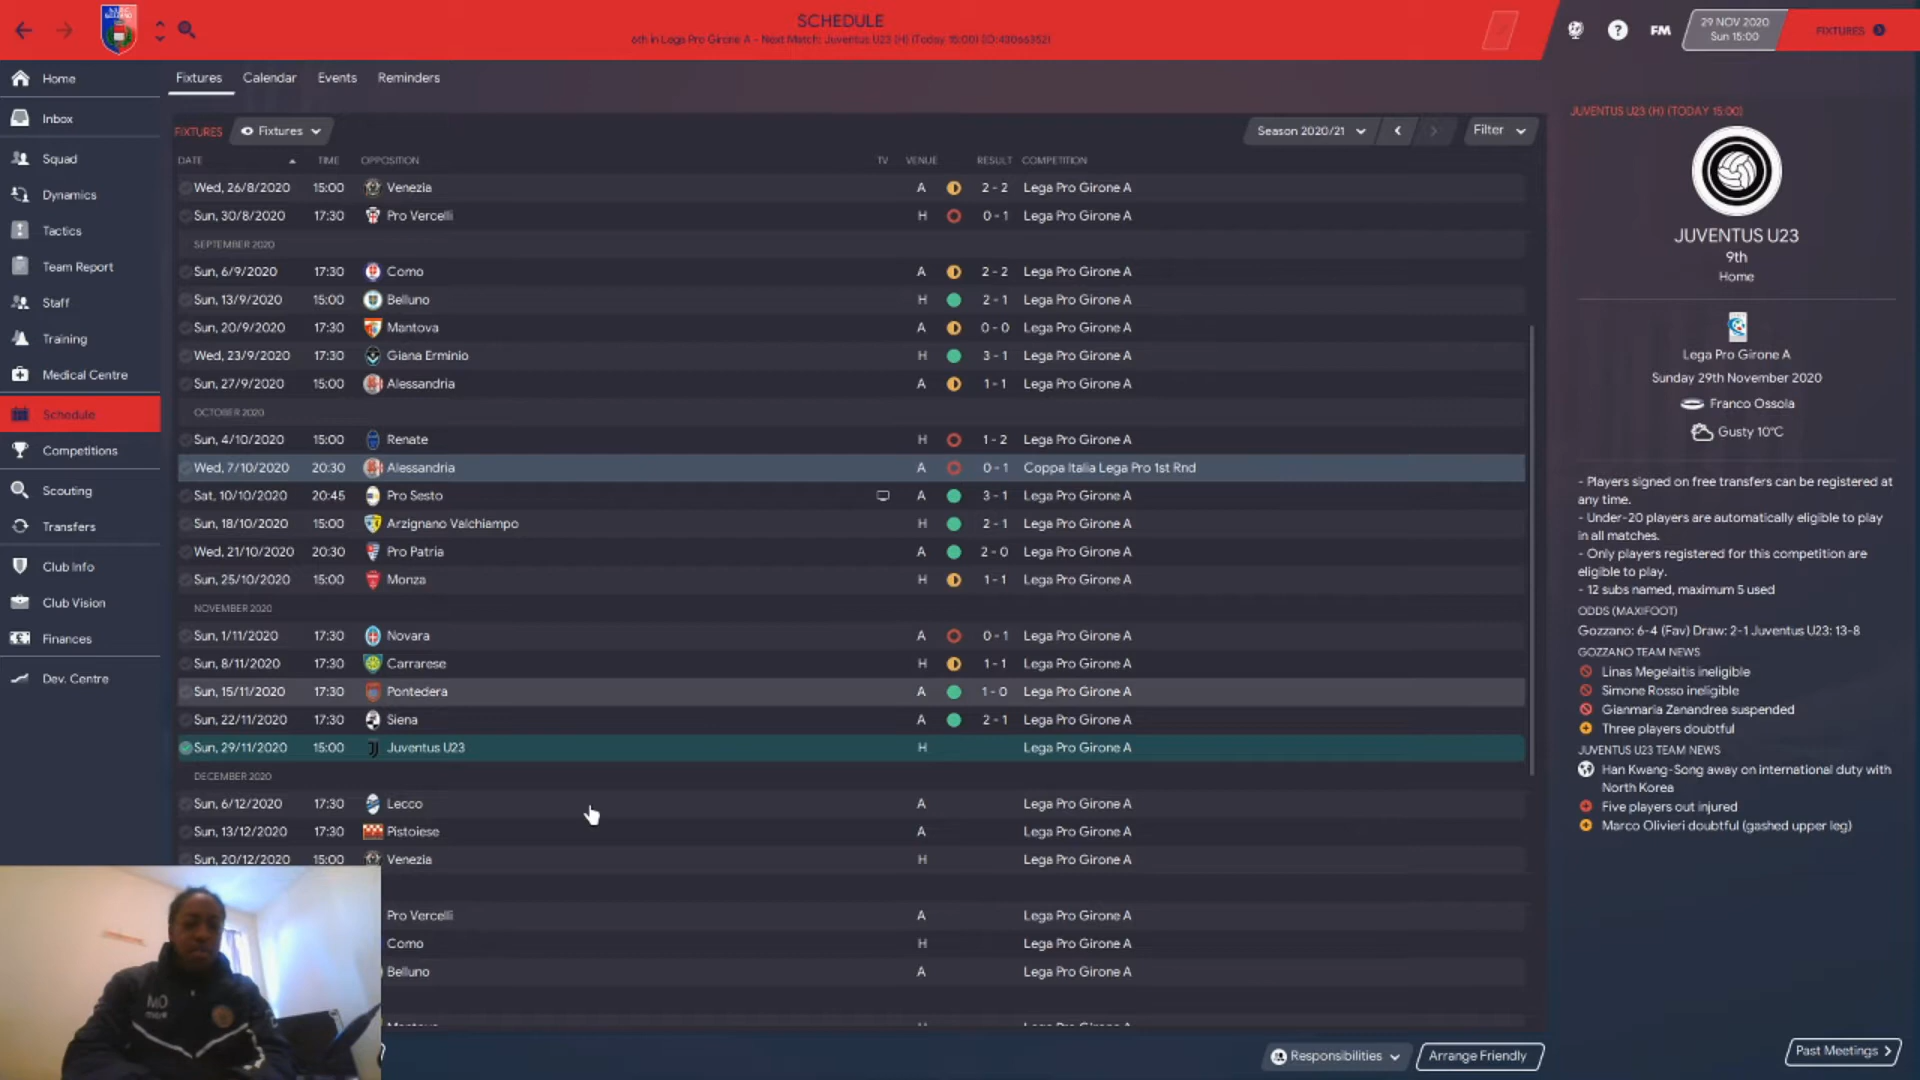 SCHEDULE
6th in Lega Pro Girone A - Next Match: Juventus U23 (H) (Today 15:00) (ID:43066352)
FM
29 NOV 2020
Sun 15:00
FIXTURES
Home
Inbox
Squad
Dynamics
Tactics
Team Report
Staff
Training
Medical Centre
Schedule
Competitions
Scouting
Transfers
Club Info
Club Vision
Finances
Dev. Centre
Fixtures Calendar Events Reminders
FIXTURES Fixtures Season 2020/21 Filter
DATE TIME OPPOSITION TV VENUE RESULT COMPETITION
Wed, 26/8/2020 15:00 Venezia A 2 - 2 Lega Pro Girone A
Sun, 30/8/2020 17:30 Pro Vercelli H 0 - 1 Lega Pro Girone A
SEPTEMBER 2020
Sun, 6/9/2020 17:30 Como A 2 - 2 Lega Pro Girone A
Sun, 13/9/2020 15:00 Belluno H 2 - 1 Lega Pro Girone A
Sun, 20/9/2020 17:30 Mantova A 0 - 0 Lega Pro Girone A
Wed, 23/9/2020 17:30 Giana Erminio H 3 - 1 Lega Pro Girone A
Sun, 27/9/2020 15:00 Alessandria A 1 - 1 Lega Pro Girone A
OCTOBER 2020
Sun, 4/10/2020 15:00 Renate H 1 - 2 Lega Pro Girone A
Wed, 7/10/2020 20:30 Alessandria A 0 - 1 Coppa Italia Lega Pro 1st Rnd
Sat, 10/10/2020 20:45 Pro Sesto A 3 - 1 Lega Pro Girone A
Sun, 18/10/2020 15:00 Arzignano Valchiampo H 2 - 1 Lega Pro Girone A
Wed, 21/10/2020 20:30 Pro Patria A 2 - 0 Lega Pro Girone A
Sun, 25/10/2020 15:00 Monza H 1 - 1 Lega Pro Girone A
NOVEMBER 2020
Sun, 1/11/2020 17:30 Novara A 0 - 1 Lega Pro Girone A
Sun, 8/11/2020 17:30 Carrarese H 1 - 1 Lega Pro Girone A
Sun, 15/11/2020 17:30 Pontedera A 1 - 0 Lega Pro Girone A
Sun, 22/11/2020 17:30 Siena A 2 - 1 Lega Pro Girone A
Sun, 29/11/2020 15:00 Juventus U23 H Lega Pro Girone A
DECEMBER 2020
Sun, 6/12/2020 17:30 Lecco A Lega Pro Girone A
Sun, 13/12/2020 17:30 Pistoiese A Lega Pro Girone A
Sun, 20/12/2020 15:00 Venezia H Lega Pro Girone A
Pro Vercelli A Lega Pro Girone A
Como H Lega Pro Girone A
Belluno A Lega Pro Girone A
Mantova H Lega Pro Girone A
Responsibilities Arrange Friendly
JUVENTUS U23 (H) (TODAY 15:00)
JUVENTUS U23
9th
Home
Lega Pro Girone A
Sunday 29th November 2020
Franco Ossola
Gusty 10°C
- Players signed on free transfers can be registered at
any time.
- Under-20 players are automatically eligible to play
in all matches.
- Only players registered for this competition are
eligible to play.
- 12 subs named, maximum 5 used
ODDS (MAXIFOOT)
Gozzano: 6-4 (Fav) Draw: 2-1 Juventus U23: 13-8
GOZZANO TEAM NEWS
Linas Megelaitis ineligible
Simone Rosso ineligible
Gianmaria Zanandrea suspended
Three players doubtful
JUVENTUS U23 TEAM NEWS
Han Kwang-Song away on international duty with
North Korea
Five players out injured
Marco Olivieri doubtful (gashed upper leg)
Past Meetings
MO